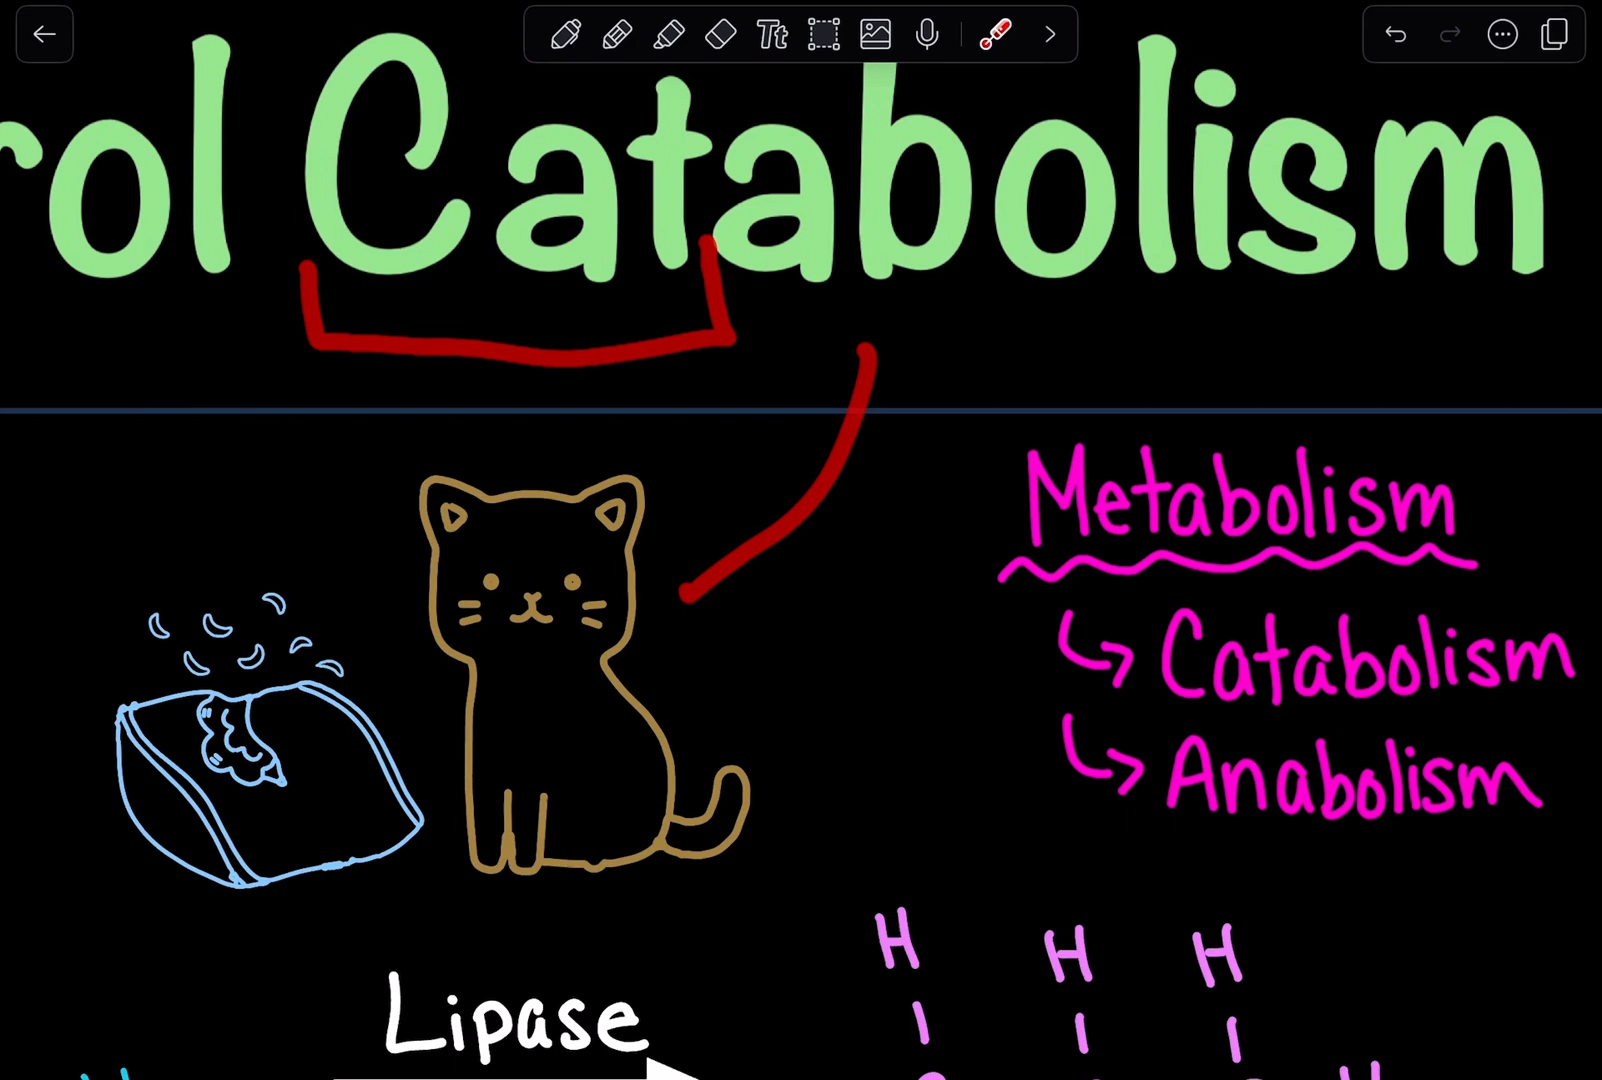 rol Catabolism
Metabolism
↳ Catabolism
↳ Anabolism
H H H
Lipase